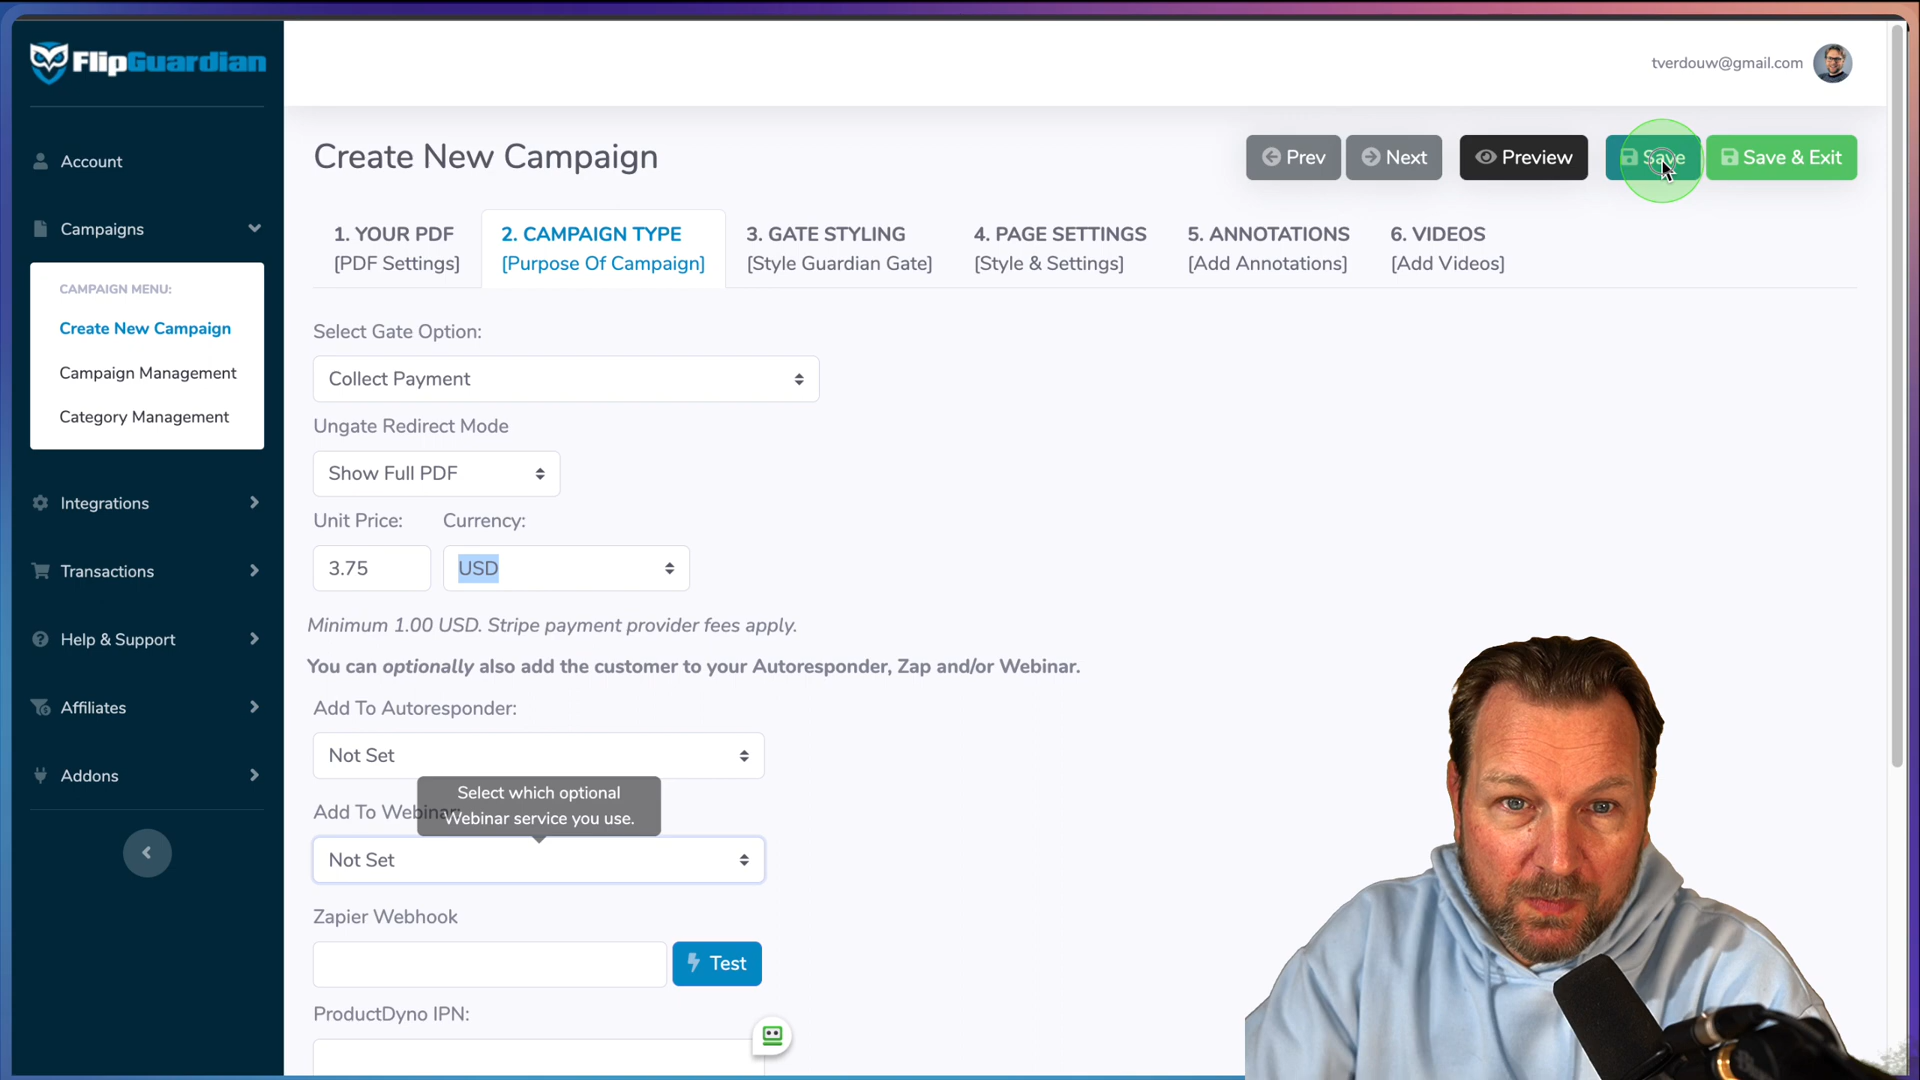 FlipGuardian
tverdouw@gmail.com
Account
Campaigns
CAMPAIGN MENU:
Create New Campaign
Campaign Management
Category Management
Integrations
Transactions
Help & Support
Affiliates
Addons
Create New Campaign
Prev
Next
Preview
Save
Save & Exit
1. YOUR PDF
[PDF Settings]
2. CAMPAIGN TYPE
[Purpose Of Campaign]
3. GATE STYLING
[Style Guardian Gate]
4. PAGE SETTINGS
[Style & Settings]
5. ANNOTATIONS
[Add Annotations]
6. VIDEOS
[Add Videos]
Select Gate Option:
Collect Payment
Ungate Redirect Mode
Show Full PDF
Unit Price: Currency:
3.75 USD
Minimum 1.00 USD. Stripe payment provider fees apply.
You can optionally also add the customer to your Autoresponder, Zap and/or Webinar.
Add To Autoresponder:
Not Set
Select which optional
Webinar service you use.
Add To Webinar:
Not Set
Zapier Webhook
Test
ProductDyno IPN: